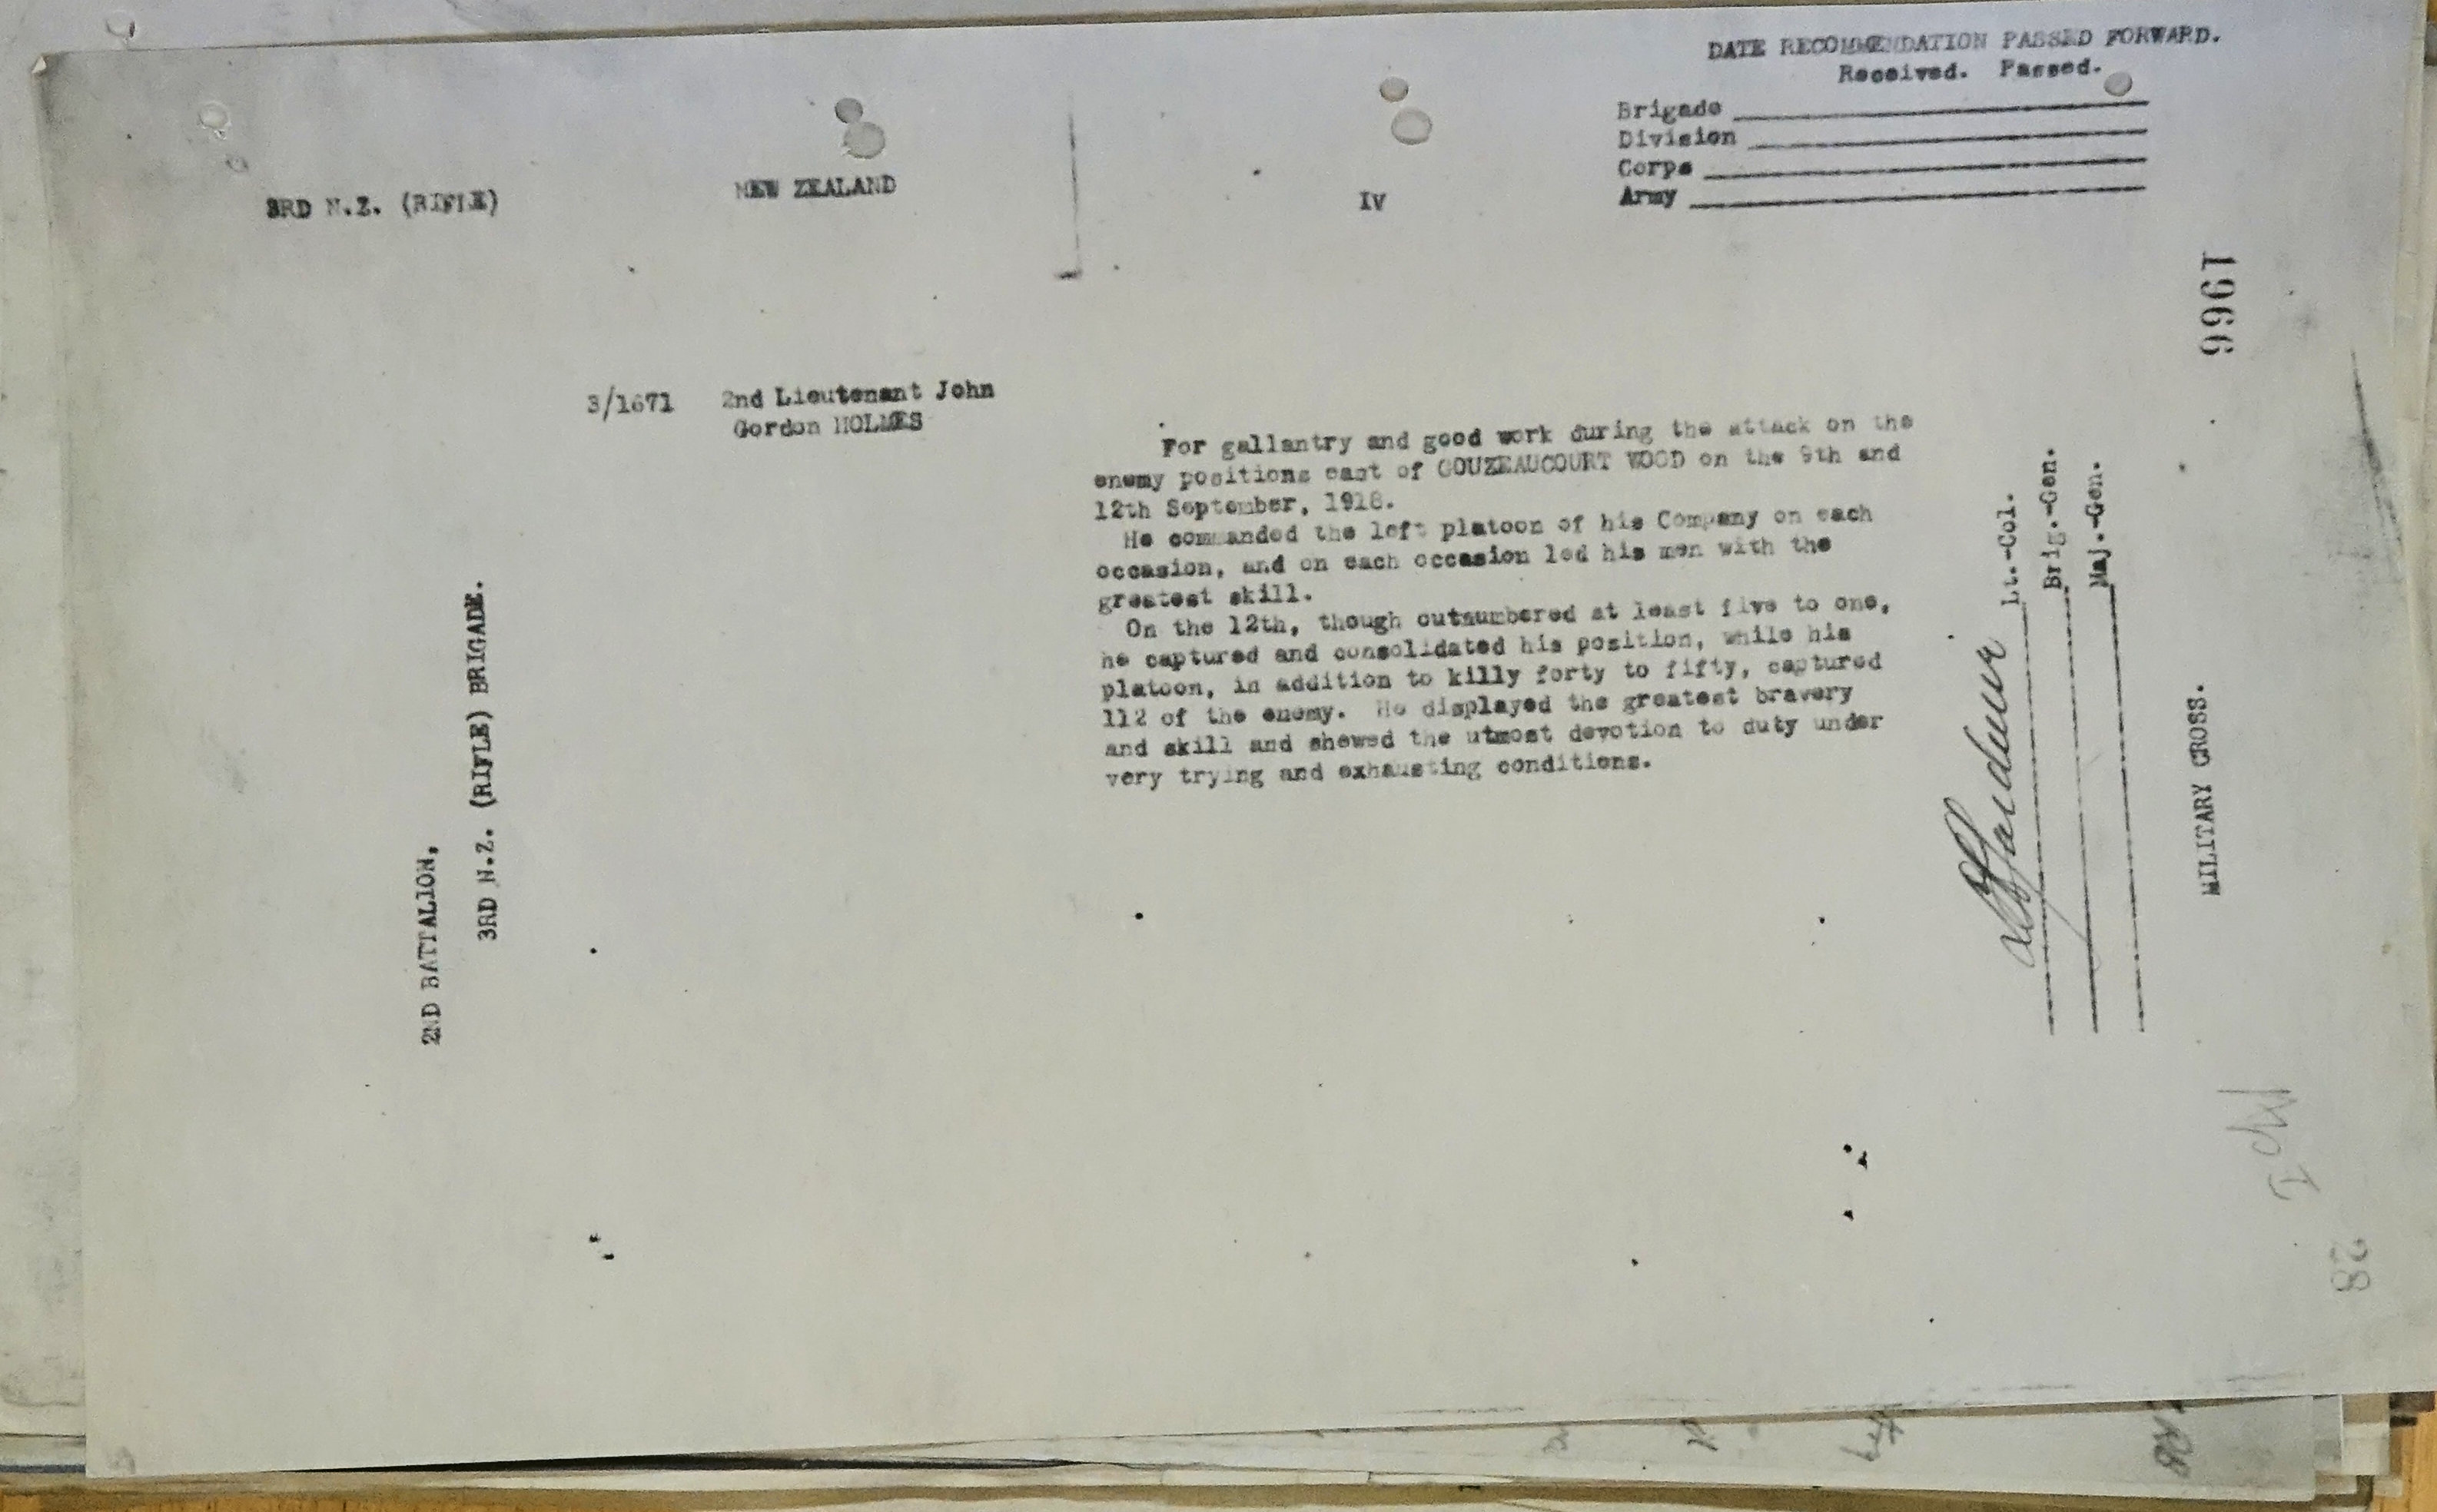 DATE RECOMMENDATION PASSED FORWARD.
Received. Passed.
Brigade
Division
Corps
Army
3RD N.Z. (RIFLE)
NEW ZEALAND
IV
1966
3/1671 2nd Lieutenant John
Gordon HOLMES
For gallantry and good work during the attack on the
enemy positions east of GOUZEAUCOURT WOOD on the 9th and
12th September, 1918.
He commanded the left platoon of his Company on each
occasion, and on each occasion led his men with the
greatest skill.
On the 12th, though outnumbered at least five to one,
he captured and consolidated his position, while his
platoon, in addition to killy forty to fifty, captured
112 of the enemy. He displayed the greatest bravery
and skill and shewed the utmost devotion to duty under
very trying and exhausting conditions.
2ND BATTALION,
3RD N.Z. (RIFLE) BRIGADE.
Lt.-Col.
Brig.-Gen.
Maj.-Gen.
MILITARY CROSS.
28